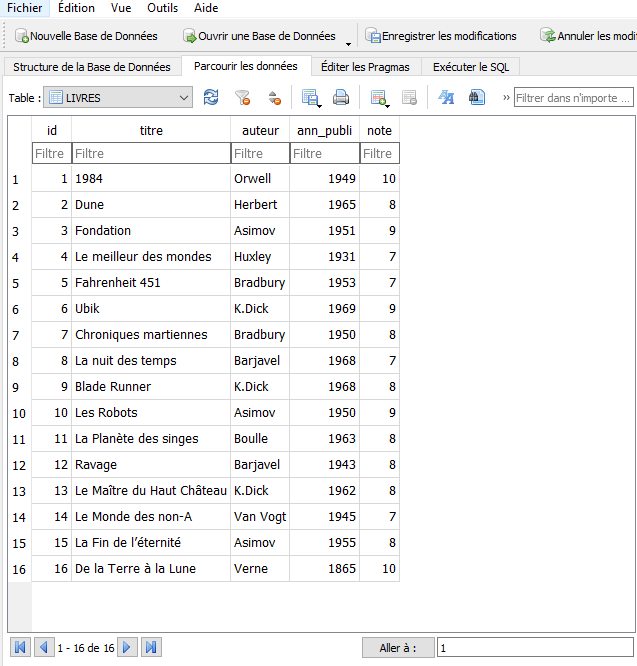 Fichier Édition Vue Outils Aide
Nouvelle Base de Données Ouvrir une Base de Données Enregistrer les modifications Annuler les modi
Structure de la Base de Données Parcourir les données Éditer les Pragmas Exécuter le SQL
Table : LIVRES » Filtrer dans n'importe ...
id titre auteur ann_publi note
Filtre Filtre Filtre Filtre Filtre
1 1 1984 Orwell 1949 10
2 2 Dune Herbert 1965 8
3 3 Fondation Asimov 1951 9
4 4 Le meilleur des mondes Huxley 1931 7
5 5 Fahrenheit 451 Bradbury 1953 7
6 6 Ubik K.Dick 1969 9
7 7 Chroniques martiennes Bradbury 1950 8
8 8 La nuit des temps Barjavel 1968 7
9 9 Blade Runner K.Dick 1968 8
10 10 Les Robots Asimov 1950 9
11 11 La Planète des singes Boulle 1963 8
12 12 Ravage Barjavel 1943 8
13 13 Le Maître du Haut Château K.Dick 1962 8
14 14 Le Monde des non-A Van Vogt 1945 7
15 15 La Fin de l’éternité Asimov 1955 8
16 16 De la Terre à la Lune Verne 1865 10
1 - 16 de 16 Aller à : 1